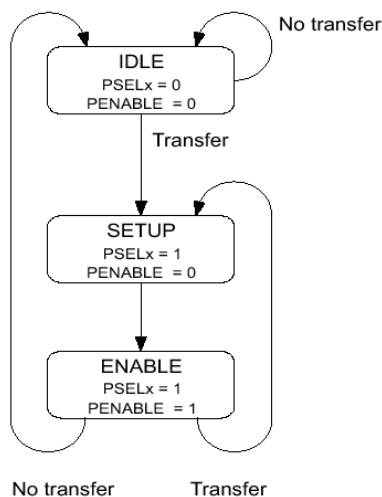 No transfer
IDLE
PSELx = 0
PENABLE = 0
Transfer
SETUP
PSELx = 1
PENABLE = 0
ENABLE
PSELx = 1
PENABLE = 1
No transfer
Transfer